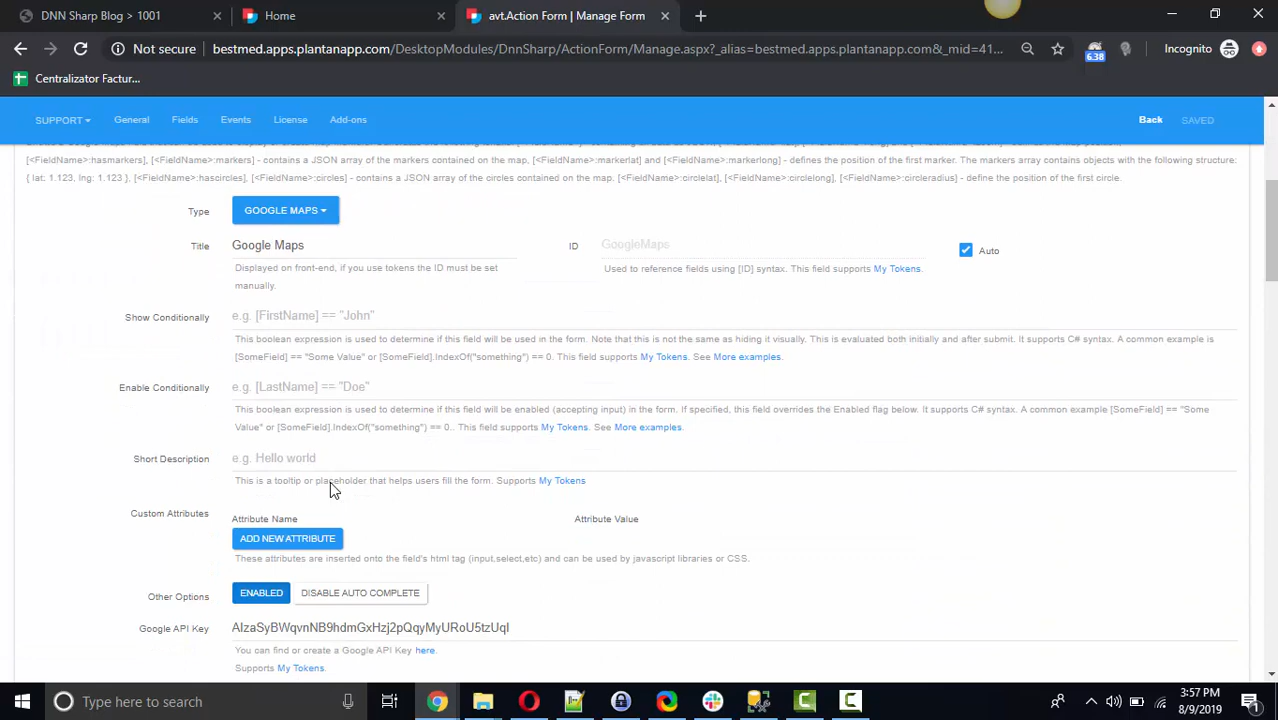 DNN Sharp Blog > 1001
Home
avt.Action Form | Manage Form
Not secure
bestmed.apps.plantanapp.com/DesktopModules/DnnSharp/ActionForm/Manage.aspx?_alias=bestmed.apps.plantanapp.com&_mid=41...
6.38
Incognito
Centralizator Factur...
SUPPORT
General
Fields
Events
License
Add-ons
Back
SAVED
[<FieldName>:hasmarkers], [<FieldName>:markers] - contains a JSON array of the markers contained on the map, [<FieldName>:markerlat] and [<FieldName>:markerlong] - defines the position of the first marker. The markers array contains objects with the following structure:
{ lat: 1.123, lng: 1.123 }, [FieldName>:hascircles], [<FieldName>:circles] - contains a JSON array of the circles contained on the map. [<FieldName>:circlelat], [<FieldName>:circlelong], [<FieldName>:circleradius] - define the position of the first circle.
Type
GOOGLE MAPS
Title
Google Maps
ID
GoogleMaps
Auto
Displayed on front-end, if you use tokens the ID must be set
manually.
Used to reference fields using [ID] syntax. This field supports My Tokens.
Show Conditionally
e.g. [FirstName] == "John"
This boolean expression is used to determine if this field will be used in the form. Note that this is not the same as hiding it visually. This is evaluated both initially and after submit. It supports C# syntax. A common example is
[SomeField] == "Some Value" or [SomeField].IndexOf("something") == 0. This field supports My Tokens. See More examples.
Enable Conditionally
e.g. [LastName] == "Doe"
This boolean expression is used to determine if this field will be enabled (accepting input) in the form. If specified, this field overrides the Enabled flag below. It supports C# syntax. A common example [SomeField] == "Some
Value" or [SomeField].IndexOf("something") == 0.. This field supports My Tokens. See More examples.
Short Description
e.g. Hello world
This is a tooltip or placeholder that helps users fill the form. Supports My Tokens
Custom Attributes
Attribute Name
Attribute Value
ADD NEW ATTRIBUTE
These attributes are inserted onto the field's html tag (input,select,etc) and can be used by javascript libraries or CSS.
Other Options
ENABLED
DISABLE AUTO COMPLETE
Google API Key
AIzaSyBWqvnNB9hdmGxHzj2pQqyMyURoU5tzUqI
You can find or create a Google API Key here.
Supports My Tokens.
Type here to search
3:57 PM
8/9/2019
1